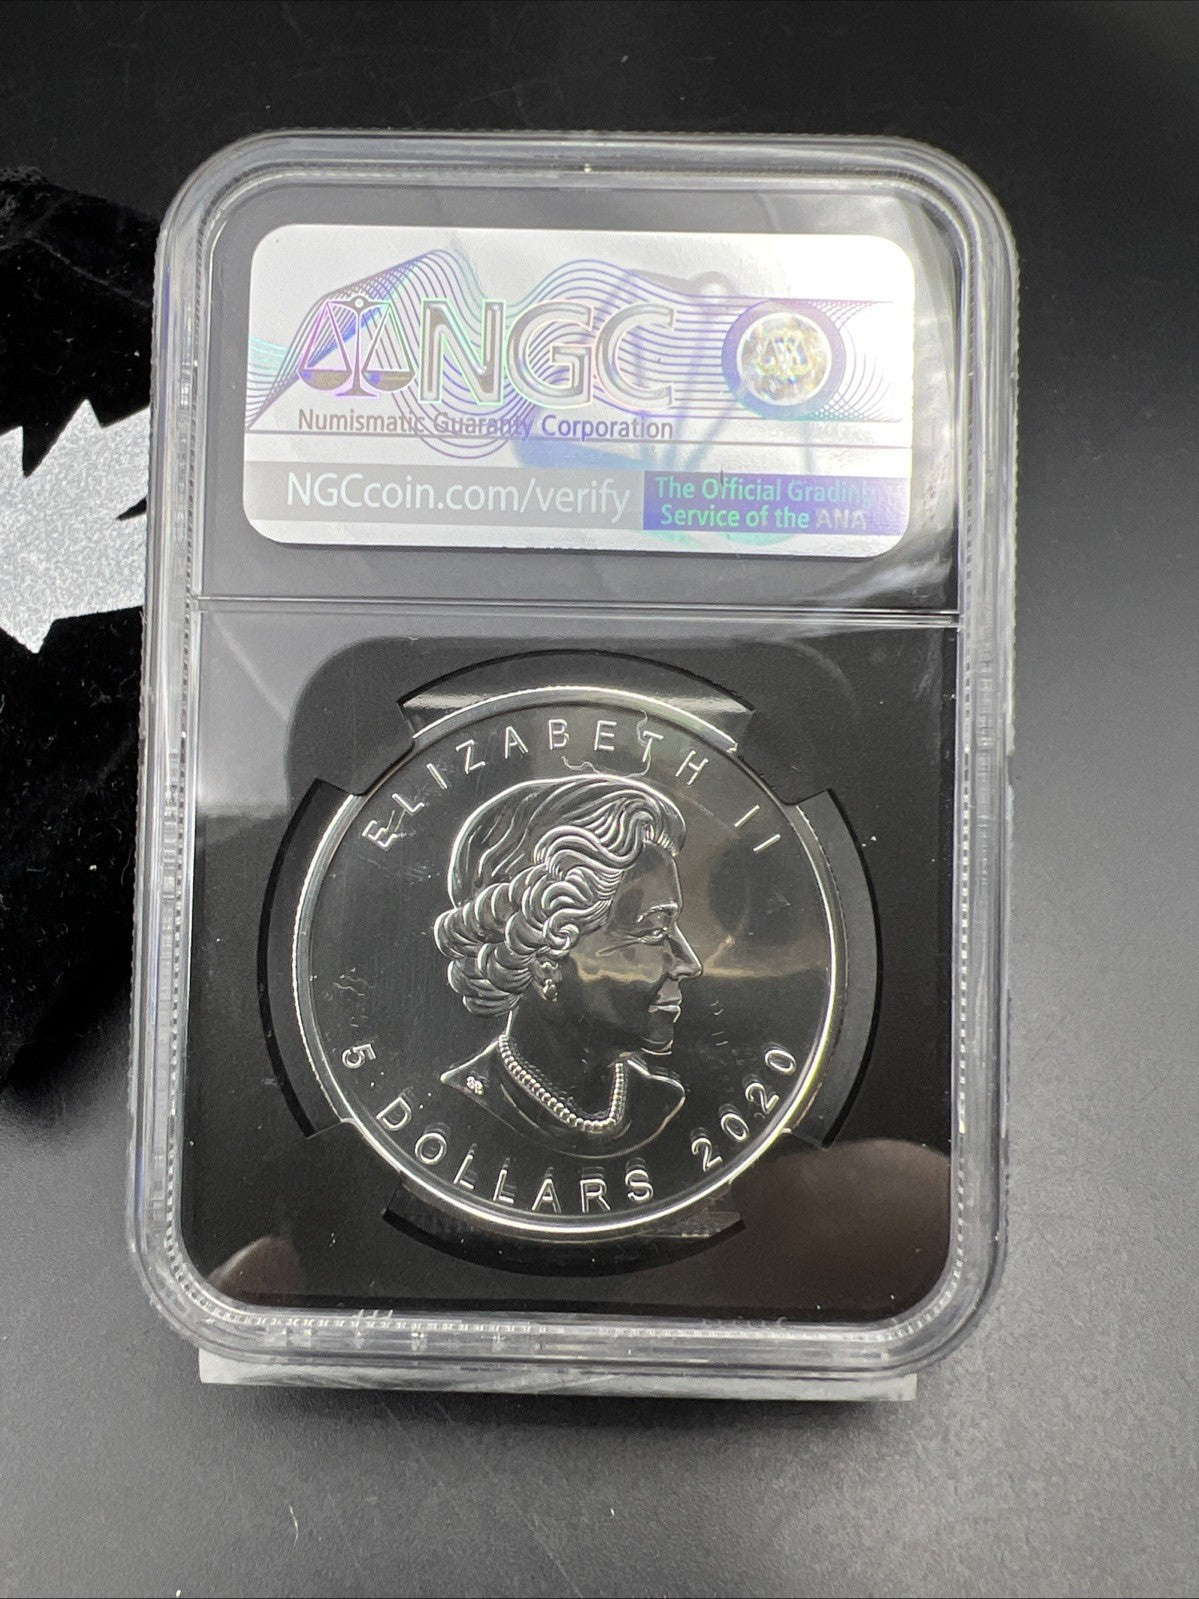 NGC
Numismatic Guaranty Corporation
NGCcoin.com/verify
The Official Grading
Service of the ANA
ELIZABETH II
5 DOLLARS 2020
SB